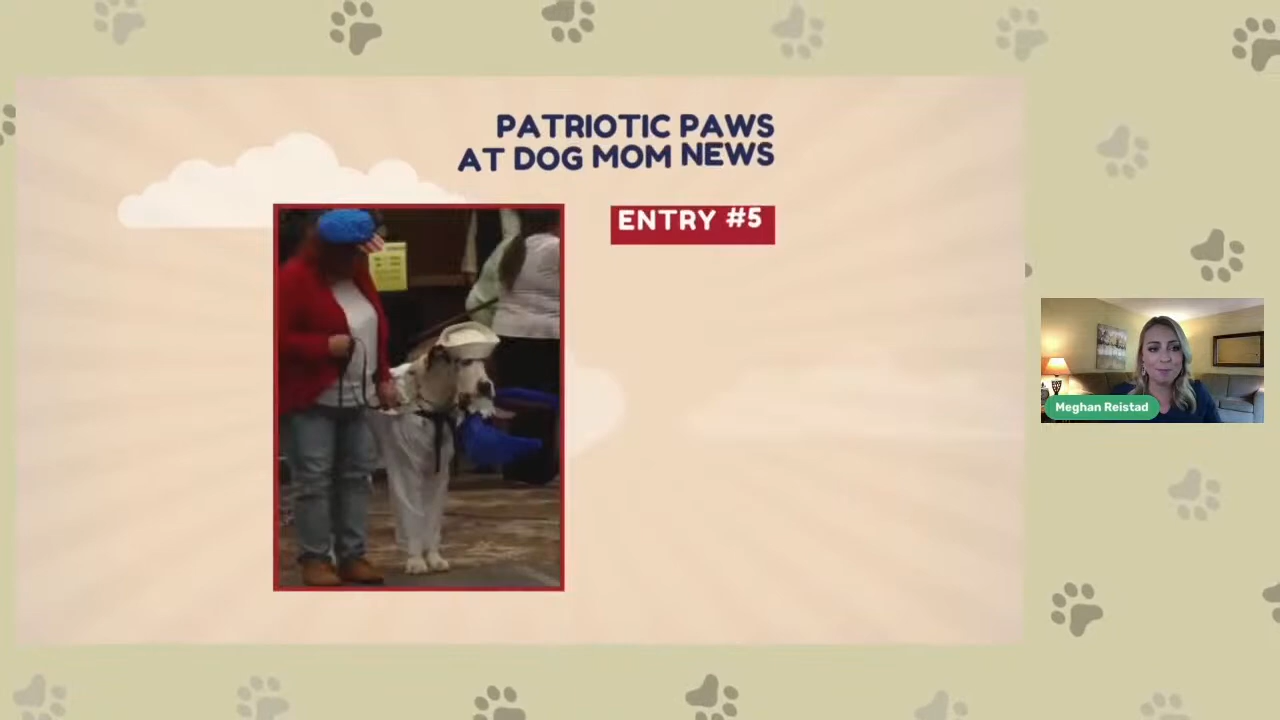 PATRIOTIC PAWS
AT DOG MOM NEWS
ENTRY #5
Meghan Reistad